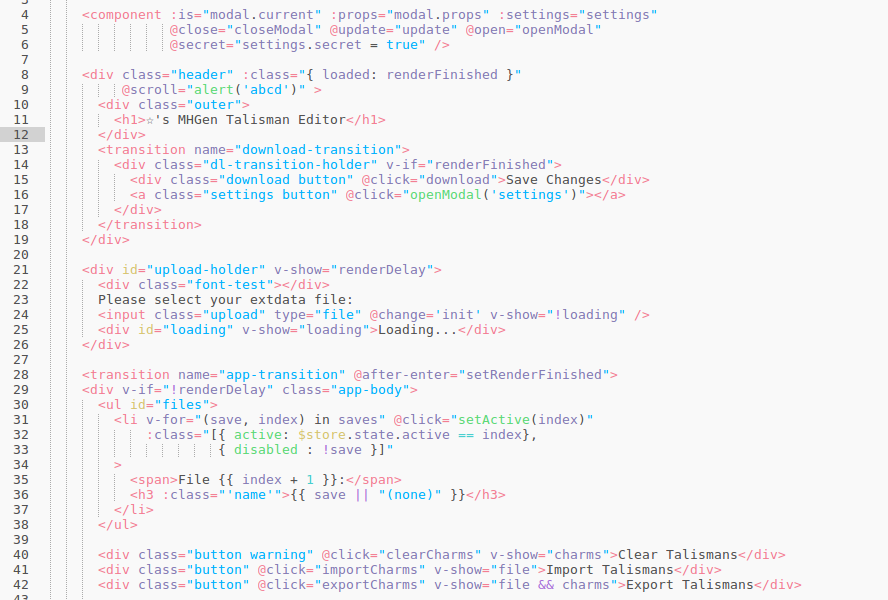 4 <component :is="modal.current" :props="modal.props" :settings="settings"
5 @close="closeModal" @update="update" @open="openModal"
6 @secret="settings.secret = true" />
7
8 <div class="header" :class="{ loaded: renderFinished }"
9 @scroll="alert('abcd')" >
10 <div class="outer">
11 <h1>☆'s MHGen Talisman Editor</h1>
12 </div>
13 <transition name="download-transition">
14 <div class="dl-transition-holder" v-if="renderFinished">
15 <div class="download button" @click="download">Save Changes</div>
16 <a class="settings button" @click="openModal('settings')"></a>
17 </div>
18 </transition>
19 </div>
20
21 <div id="upload-holder" v-show="renderDelay">
22 <div class="font-test"></div>
23 Please select your extdata file:
24 <input class="upload" type="file" @change='init' v-show="!loading" />
25 <div id="loading" v-show="loading">Loading...</div>
26 </div>
27
28 <transition name="app-transition" @after-enter="setRenderFinished">
29 <div v-if="!renderDelay" class="app-body">
30 <ul id="files">
31 <li v-for="(save, index) in saves" @click="setActive(index)"
32 :class="[{ active: $store.state.active == index},
33 { disabled : !save }]"
34 >
35 <span>File {{ index + 1 }}:</span>
36 <h3 :class="'name'">{{ save || "(none)" }}</h3>
37 </li>
38 </ul>
39
40 <div class="button warning" @click="clearCharms" v-show="charms">Clear Talismans</div>
41 <div class="button" @click="importCharms" v-show="file">Import Talismans</div>
42 <div class="button" @click="exportCharms" v-show="file && charms">Export Talismans</div>
43